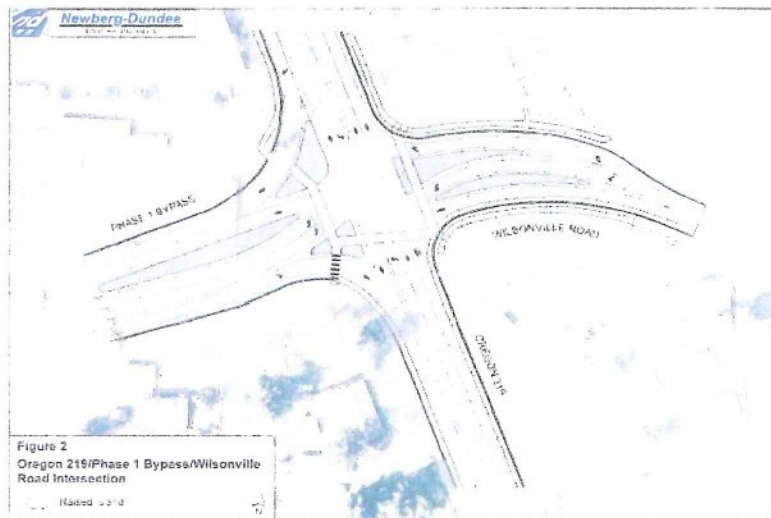 Newberg-Dundee
PHASE 1 BYPASS
WILSONVILLE ROAD
OREGON 219
Figure 2
Oregon 219/Phase 1 Bypass/Wilsonville
Road Intersection
Raised Island